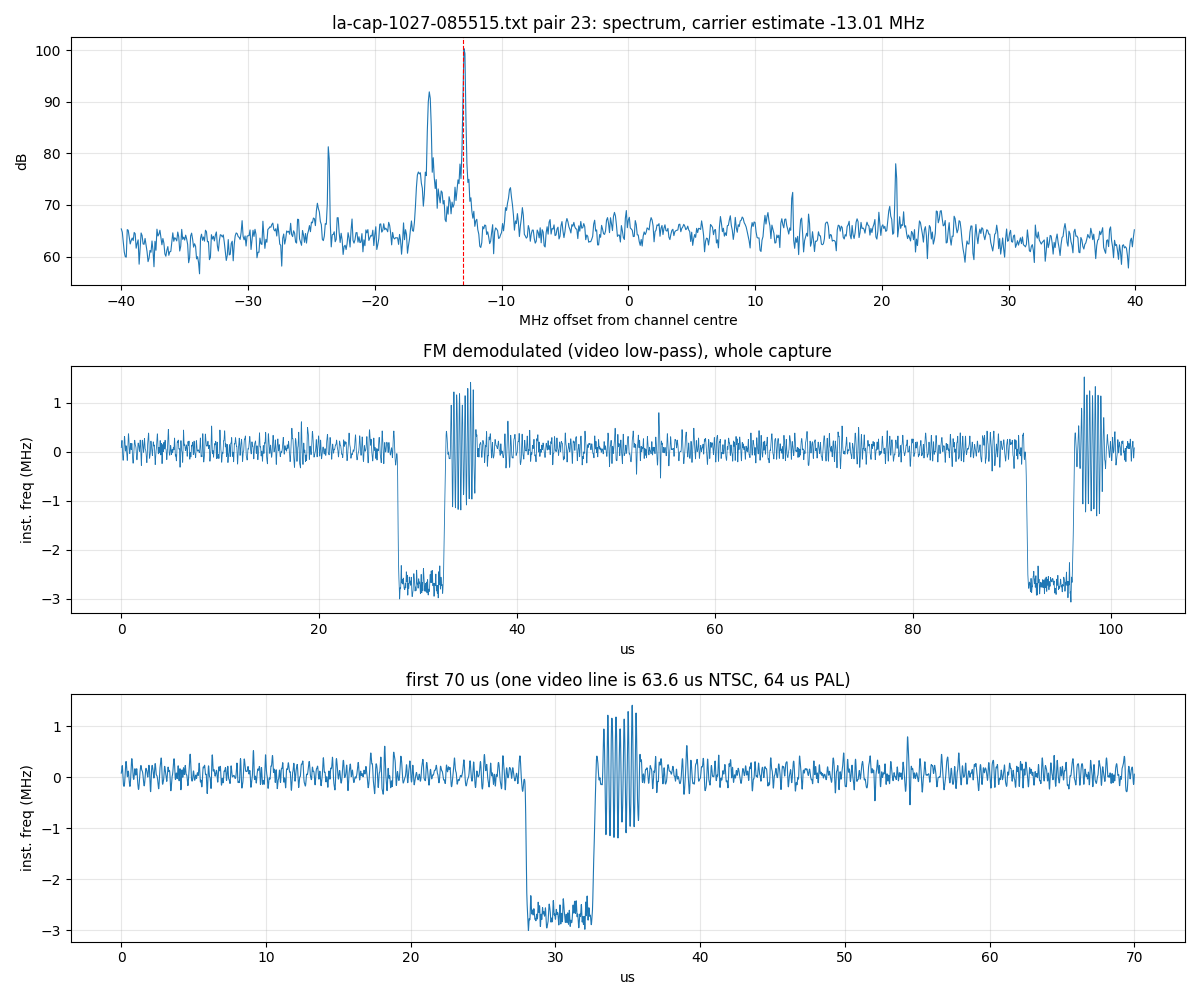 la-cap-1027-085515.txt pair 23: spectrum, carrier estimate -13.01 MHz
100
90
80
70
60
dB
−40 −30 −20 −10 0 10 20 30 40
MHz offset from channel centre
FM demodulated (video low-pass), whole capture
1
0
−1
−2
−3
inst. freq (MHz)
0 20 40 60 80 100
us
first 70 us (one video line is 63.6 us NTSC, 64 us PAL)
1
0
−1
−2
−3
inst. freq (MHz)
0 10 20 30 40 50 60 70
us